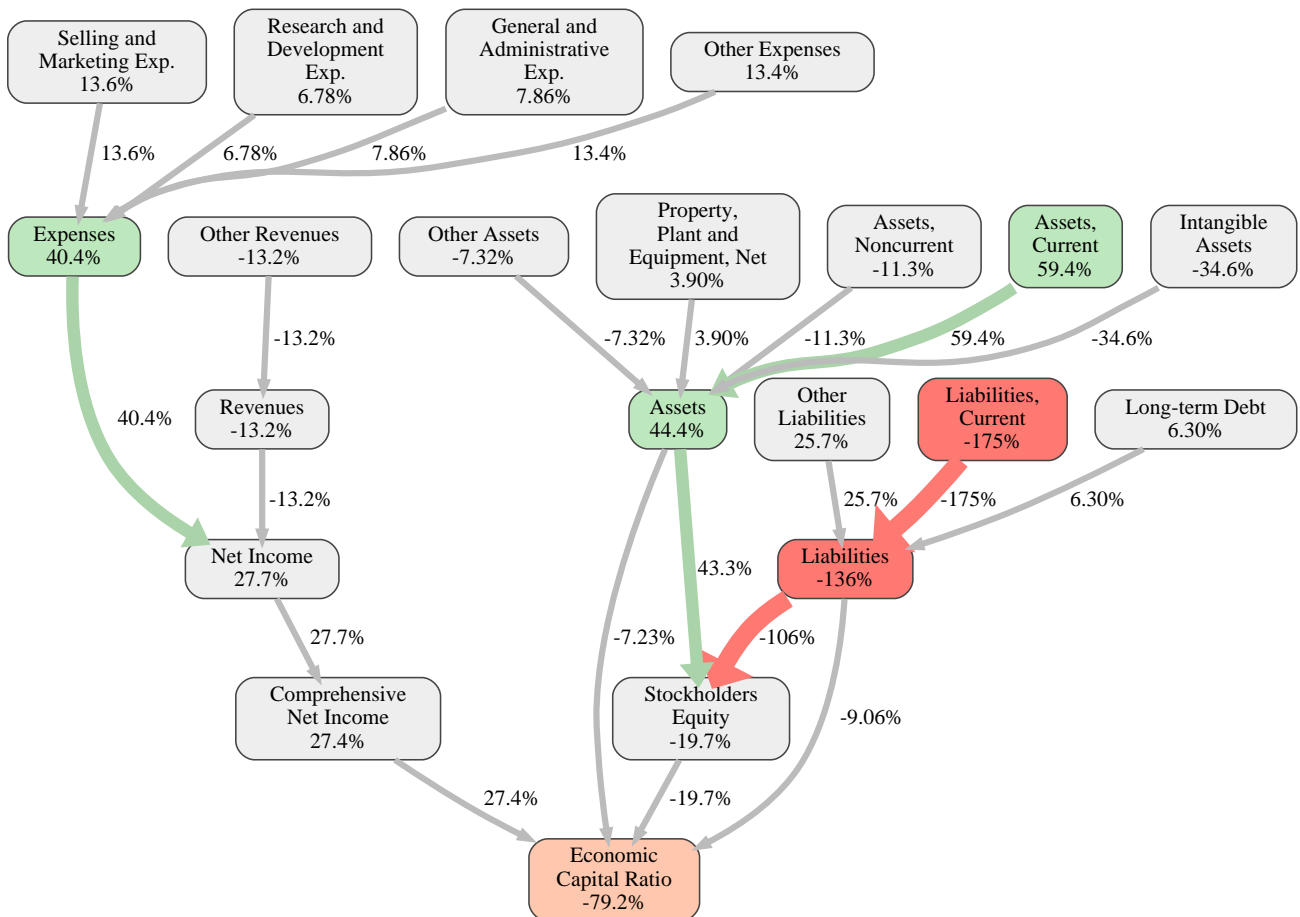 Selling and
Marketing Exp.
13.6%
Research and
Development
Exp.
6.78%
General and
Administrative
Exp.
7.86%
Other Expenses
13.4%
13.6%
6.78%
7.86%
13.4%
Expenses
40.4%
Other Revenues
-13.2%
Other Assets
-7.32%
Property,
Plant and
Equipment, Net
3.90%
Assets,
Noncurrent
-11.3%
Assets,
Current
59.4%
Intangible
Assets
-34.6%
-13.2%
-7.32%
3.90%
-11.3%
59.4%
-34.6%
40.4%
Revenues
-13.2%
Assets
44.4%
Other
Liabilities
25.7%
Liabilities,
Current
-175%
Long-term Debt
6.30%
-13.2%
25.7%
-175%
6.30%
Net Income
27.7%
43.3%
Liabilities
-136%
27.7%
-7.23%
-106%
Comprehensive
Net Income
27.4%
Stockholders
Equity
-19.7%
-9.06%
27.4%
-19.7%
Economic
Capital Ratio
-79.2%